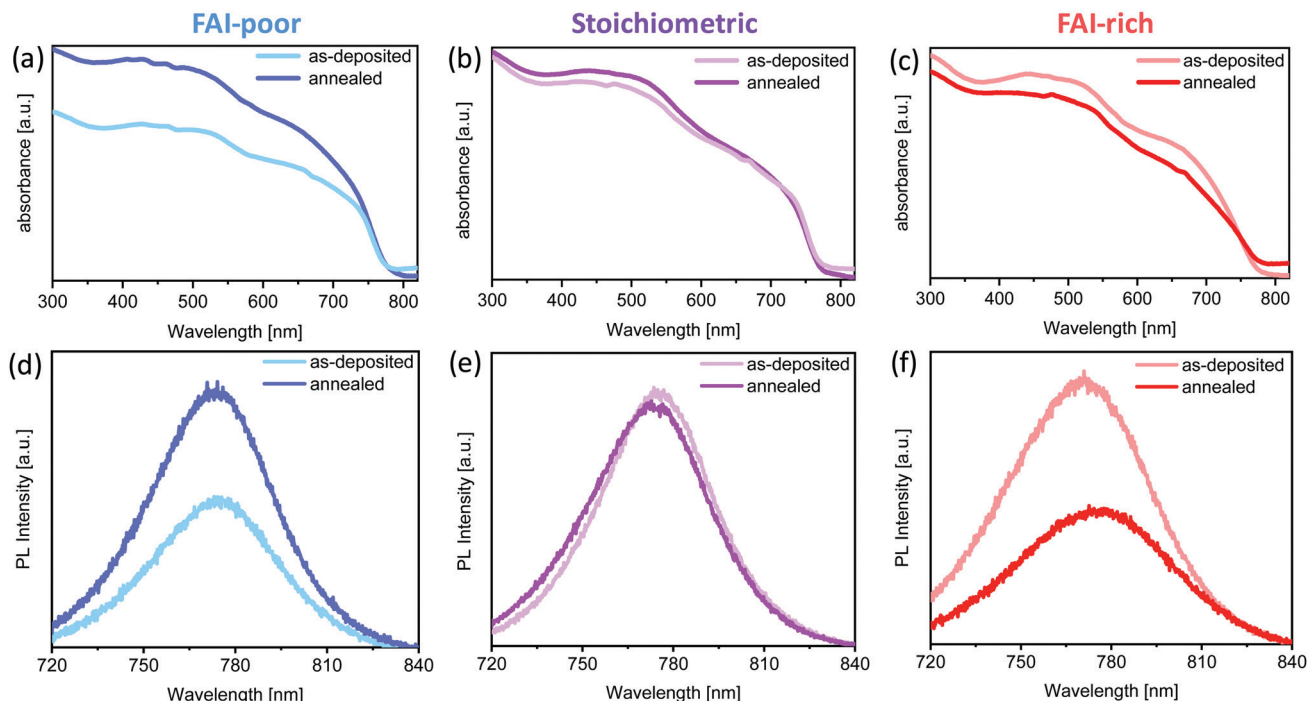 FAI-poor
Stoichiometric
FAI-rich
(a)
as-deposited
annealed
absorbance [a.u.]
300 400 500 600 700 800
Wavelength [nm]
(b)
as-deposited
annealed
absorbance [a.u.]
300 400 500 600 700 800
Wavelength [nm]
(c)
as-deposited
annealed
absorbance [a.u.]
300 400 500 600 700 800
Wavelength [nm]
(d)
as-deposited
annealed
PL Intensity [a.u.]
720 750 780 810 840
Wavelength [nm]
(e)
as-deposited
annealed
PL Intensity [a.u.]
720 750 780 810 840
Wavelength [nm]
(f)
as-deposited
annealed
PL Intensity [a.u.]
720 750 780 810 840
Wavelength [nm]